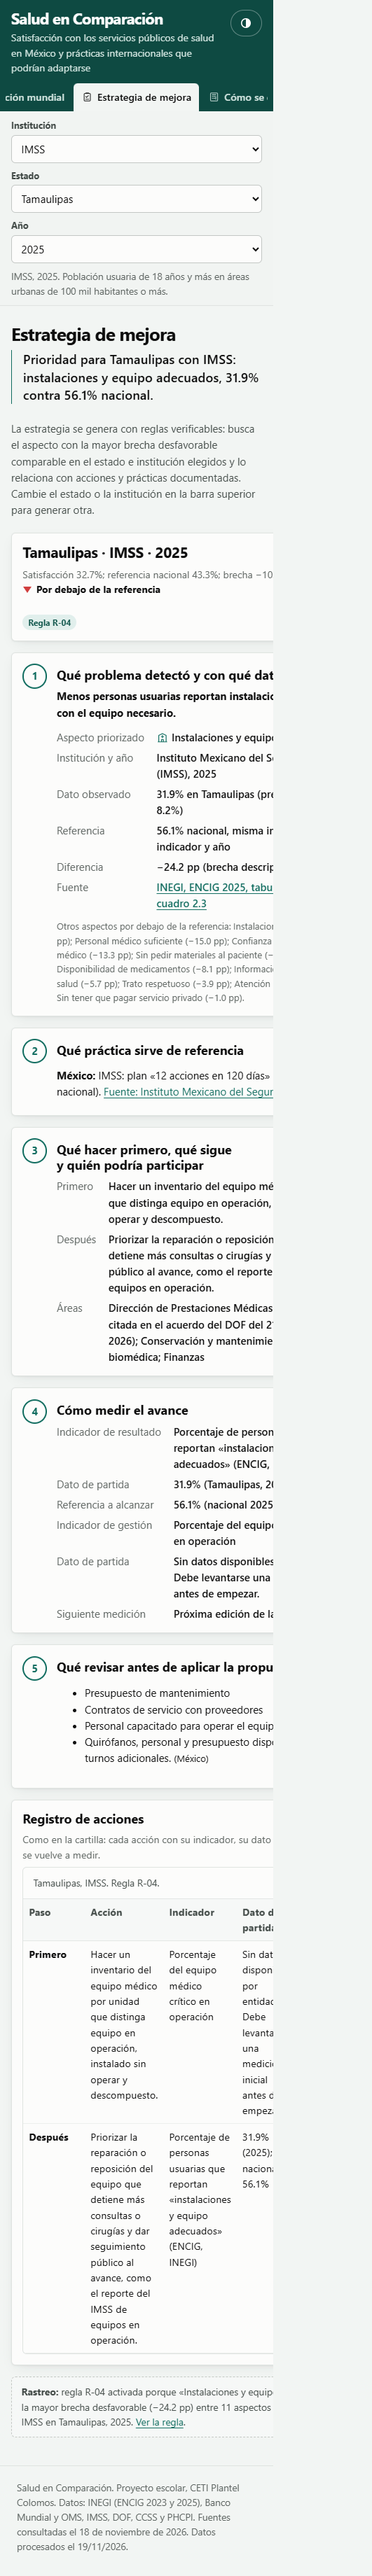 Salud en Comparación
Satisfacción con los servicios públicos de salud
en México y prácticas internacionales que
podrían adaptarse
ción mundial
Estrategia de mejora
Cómo se
Institución
IMSS
Estado
Tamaulipas
Año
2025
IMSS, 2025. Población usuaria de 18 años y más en áreas
urbanas de 100 mil habitantes o más.
Estrategia de mejora
Prioridad para Tamaulipas con IMSS:
instalaciones y equipo adecuados, 31.9%
contra 56.1% nacional.
La estrategia se genera con reglas verificables: busca
el aspecto con la mayor brecha desfavorable
comparable en el estado e institución elegidos y lo
relaciona con acciones y prácticas documentadas.
Cambie el estado o la institución en la barra superior
para generar otra.
Tamaulipas · IMSS · 2025
Satisfacción 32.7%; referencia nacional 43.3%; brecha −10
▼ Por debajo de la referencia
Regla R-04
1
Qué problema detectó y con qué dat
Menos personas usuarias reportan instalacio
con el equipo necesario.
Aspecto priorizado
Instalaciones y equipo
Institución y año
Instituto Mexicano del Se
(IMSS), 2025
Dato observado
31.9% en Tamaulipas (pre
8.2%)
Referencia
56.1% nacional, misma in
indicador y año
Diferencia
−24.2 pp (brecha descrip
Fuente
INEGI, ENCIG 2025, tabu
cuadro 2.3
Otros aspectos por debajo de la referencia: Instalacion
pp); Personal médico suficiente (−15.0 pp); Confianza
médico (−13.3 pp); Sin pedir materiales al paciente (−
Disponibilidad de medicamentos (−8.1 pp); Informació
salud (−5.7 pp); Trato respetuoso (−3.9 pp); Atención
Sin tener que pagar servicio privado (−1.0 pp).
2
Qué práctica sirve de referencia
México: IMSS: plan «12 acciones en 120 días»
nacional). Fuente: Instituto Mexicano del Segur
3
Qué hacer primero, qué sigue
y quién podría participar
Primero
Hacer un inventario del equipo mé
que distinga equipo en operación,
operar y descompuesto.
Después
Priorizar la reparación o reposición
detiene más consultas o cirugías y
público al avance, como el reporte
equipos en operación.
Áreas
Dirección de Prestaciones Médicas
citada en el acuerdo del DOF del 2
2026); Conservación y mantenimie
biomédica; Finanzas
4
Cómo medir el avance
Indicador de resultado
Porcentaje de person
reportan «instalacion
adecuados» (ENCIG,
Dato de partida
31.9% (Tamaulipas, 20
Referencia a alcanzar
56.1% (nacional 2025
Indicador de gestión
Porcentaje del equipo
en operación
Dato de partida
Sin datos disponibles
Debe levantarse una
antes de empezar.
Siguiente medición
Próxima edición de la
5
Qué revisar antes de aplicar la propu
• Presupuesto de mantenimiento
• Contratos de servicio con proveedores
• Personal capacitado para operar el equip
• Quirófanos, personal y presupuesto dispo
turnos adicionales. (México)
Registro de acciones
Como en la cartilla: cada acción con su indicador, su dato
se vuelve a medir.
Tamaulipas, IMSS. Regla R-04.
Paso
Acción
Indicador
Dato d
partida
Primero
Hacer un
inventario del
equipo médico
por unidad
que distinga
equipo en
operación,
instalado sin
operar y
descompuesto.
Porcentaje
del equipo
médico
crítico en
operación
Sin dat
dispon
por
entidad
Debe
levanta
una
medici
inicial
antes d
empeza
Después
Priorizar la
reparación o
reposición del
equipo que
detiene más
consultas o
cirugías y dar
seguimiento
público al
avance, como
el reporte del
IMSS de
equipos en
operación.
Porcentaje de
personas
usuarias que
reportan
«instalaciones
y equipo
adecuados»
(ENCIG,
INEGI)
31.9%
(2025);
naciona
56.1%
Rastreo: regla R-04 activada porque «Instalaciones y equip
la mayor brecha desfavorable (−24.2 pp) entre 11 aspectos
IMSS en Tamaulipas, 2025. Ver la regla.
Salud en Comparación. Proyecto escolar, CETI Plantel
Colomos. Datos: INEGI (ENCIG 2023 y 2025), Banco
Mundial y OMS, IMSS, DOF, CCSS y PHCPI. Fuentes
consultadas el 18 de noviembre de 2026. Datos
procesados el 19/11/2026.